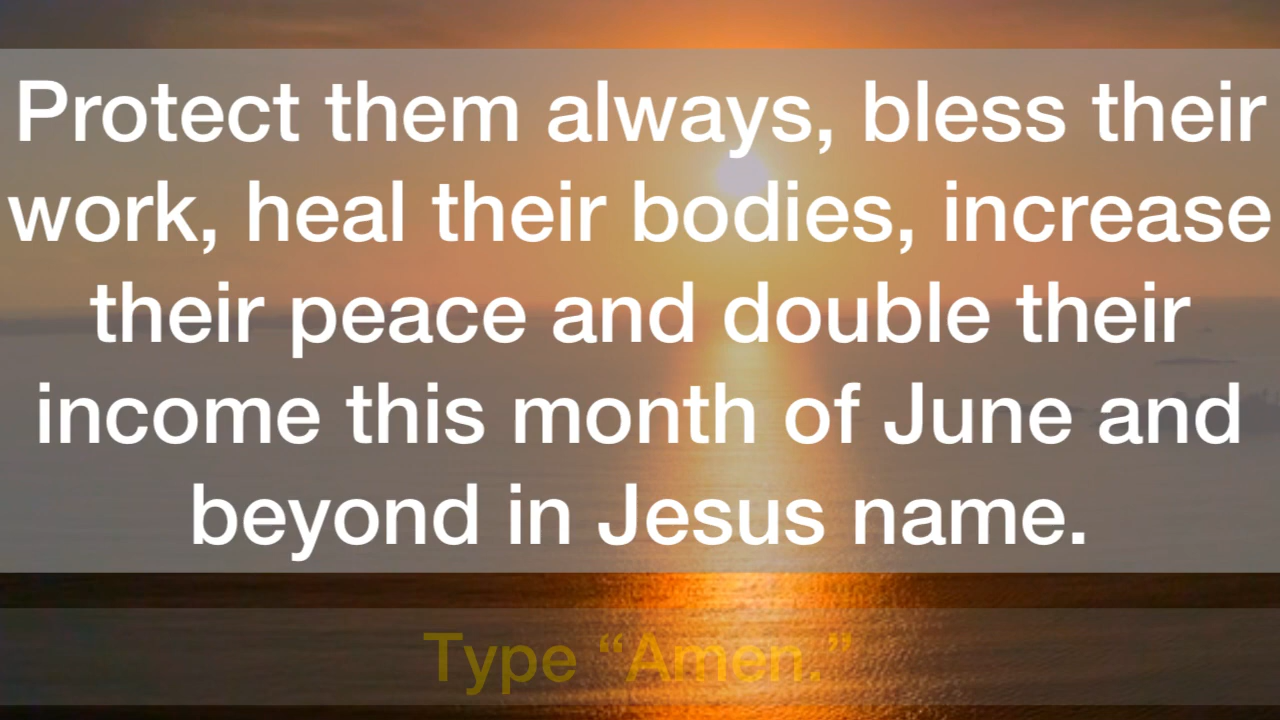 Protect them always, bless their
work, heal their bodies, increase
their peace and double their
income this month of June and
beyond in Jesus name.
Type “Amen.”